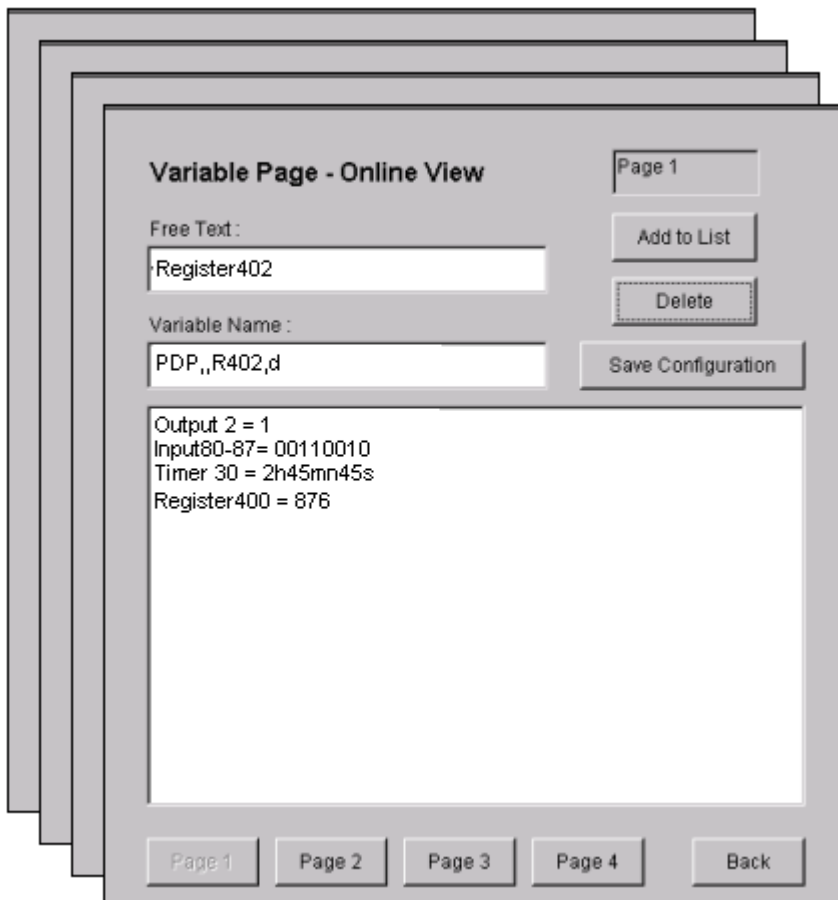 Variable Page - Online View
Page 1
Free Text :
Add to List
Register402
Delete
Variable Name :
PDP,,R402,d
Save Configuration
Output 2 = 1
Input80-87= 00110010
Timer 30 = 2h45mn45s
Register400 = 876
Page 1
Page 2
Page 3
Page 4
Back